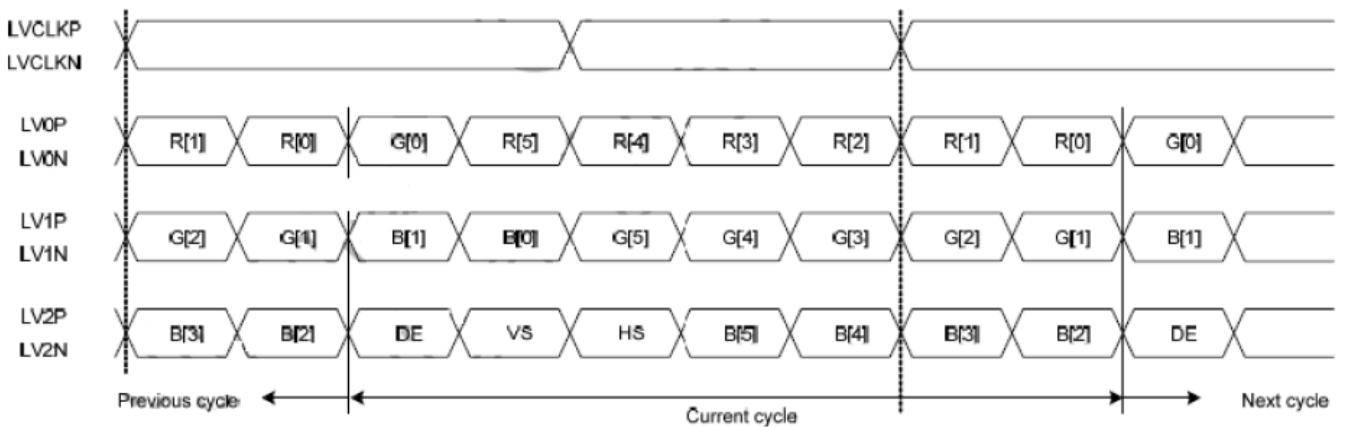 LVCLKP
LVCLKN
LV0P
LV0N
R[1] R[0] G[0] R[5] R[4] R[3] R[2] R[1] R[0] G[0]
LV1P
LV1N
G[2] G[1] B[1] B[0] G[5] G[4] G[3] G[2] G[1] B[1]
LV2P
LV2N
B[3] B[2] DE VS HS B[5] B[4] B[3] B[2] DE
Previous cycle Current cycle Next cycle